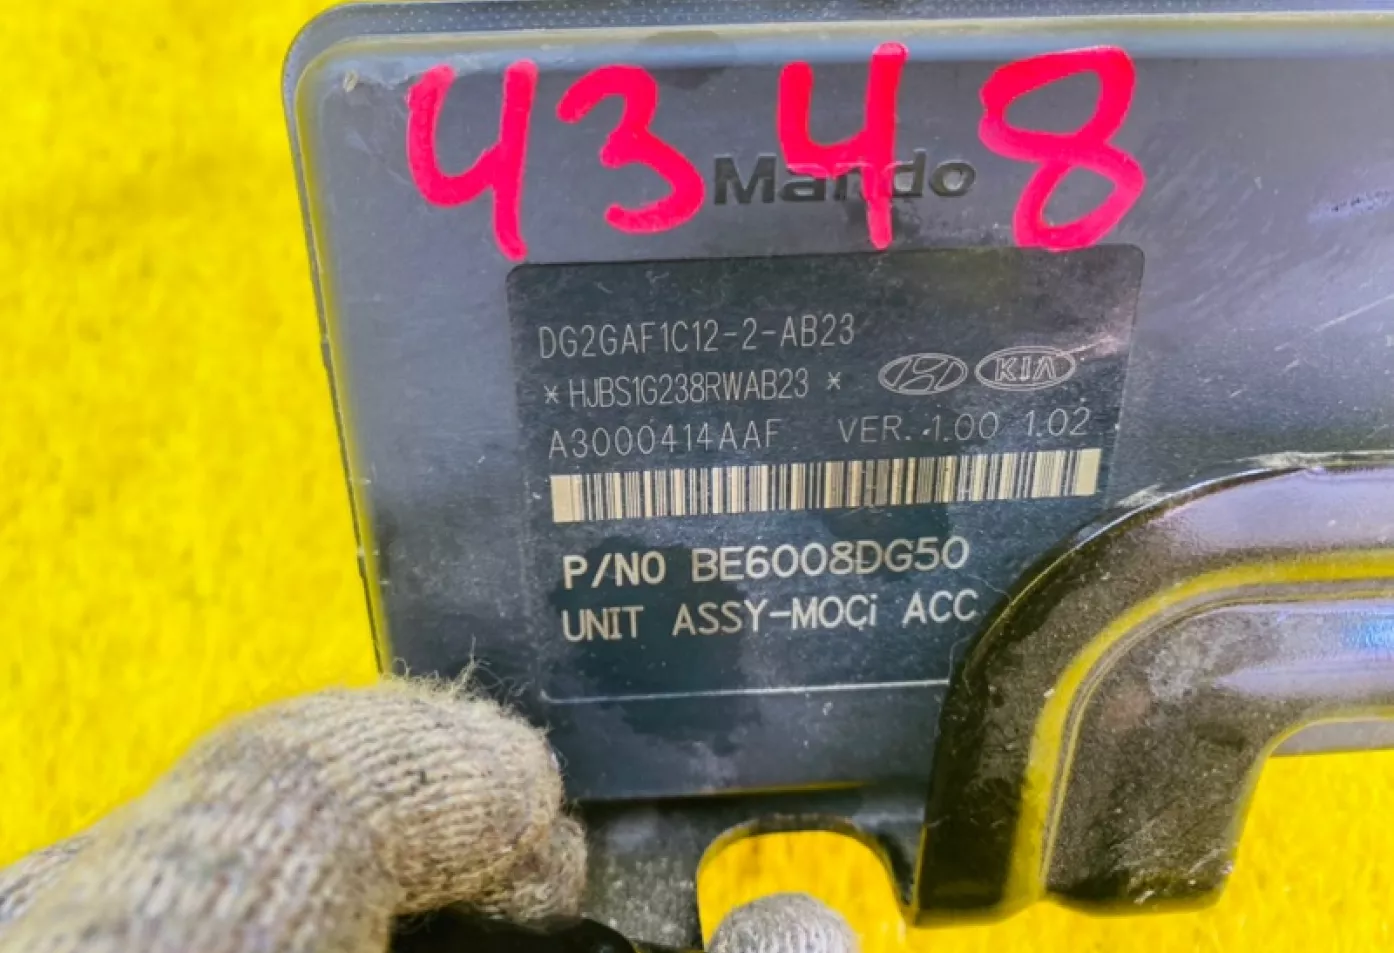 4348
Mando
DG2GAF1C12-2-AB23
*HJBS1G238RWAB23 *
KIA
A3000414AAF VER. 1.00 1.02
P/NO BE6008DG50
UNIT ASSY-MOCi ACC